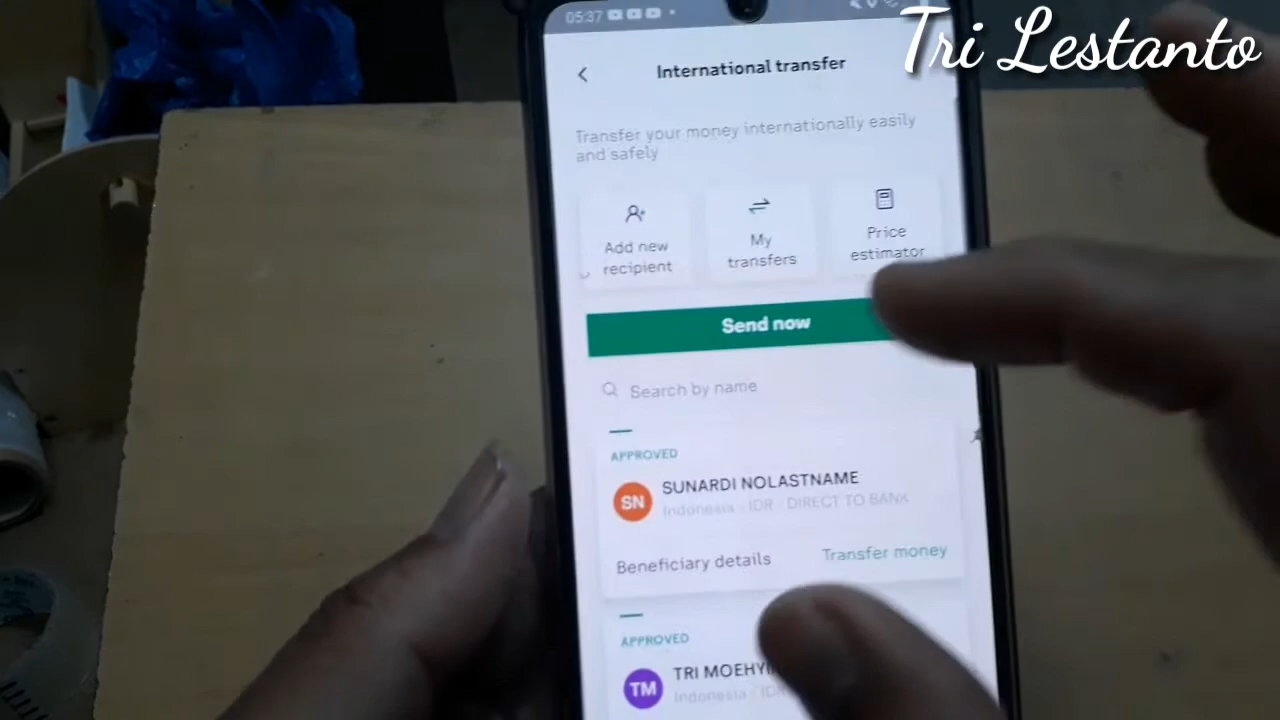 05:37
Tri Lestanto
International transfer
Transfer your money internationally easily
and safely
Add new
recipient
My
transfers
Price
estimator
Send now
Search by name
APPROVED
SN
SUNARDI NOLASTNAME
Indonesia · IDR · DIRECT TO BANK
Beneficiary details
Transfer money
APPROVED
TM
TRI
Indonesia